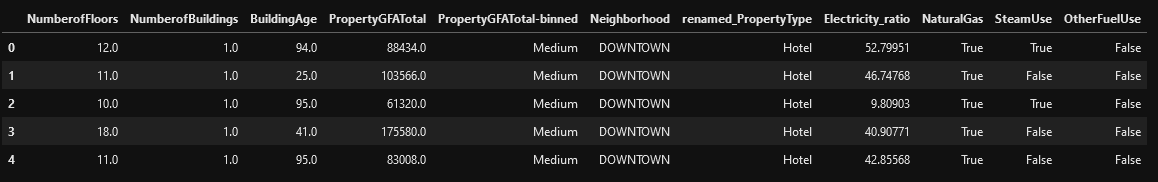 NumberofFloors NumberofBuildings BuildingAge PropertyGFATotal PropertyGFATotal-binned Neighborhood renamed_PropertyType Electricity_ratio NaturalGas SteamUse OtherFuelUse
0 12.0 1.0 94.0 88434.0 Medium DOWNTOWN Hotel 52.79951 True True False
1 11.0 1.0 25.0 103566.0 Medium DOWNTOWN Hotel 46.74768 True False False
2 10.0 1.0 95.0 61320.0 Medium DOWNTOWN Hotel 9.80903 True True False
3 18.0 1.0 41.0 175580.0 Medium DOWNTOWN Hotel 40.90771 True False False
4 11.0 1.0 95.0 83008.0 Medium DOWNTOWN Hotel 42.85568 True False False